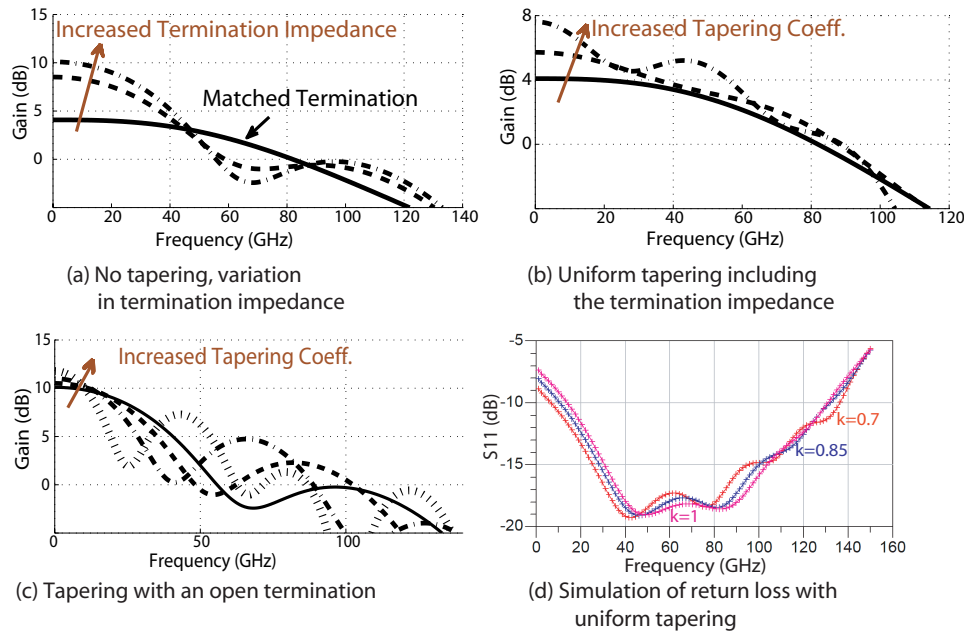 15
10
5
0
Gain (dB)
Increased Termination Impedance
Matched Termination
0 20 40 60 80 100 120 140
Frequency (GHz)
(a) No tapering, variation
in termination impedance
8
4
0
Gain (dB)
Increased Tapering Coeff.
0 20 40 60 80 100 120
Frequency (GHz)
(b) Uniform tapering including
the termination impedance
15
10
5
0
Gain (dB)
Increased Tapering Coeff.
0 50 100
Frequency (GHz)
(c) Tapering with an open termination
-5
-10
-15
-20
S11 (dB)
k=0.7
k=0.85
k=1
0 20 40 60 80 100 120 140 160
Frequency (GHz)
(d) Simulation of return loss with
uniform tapering